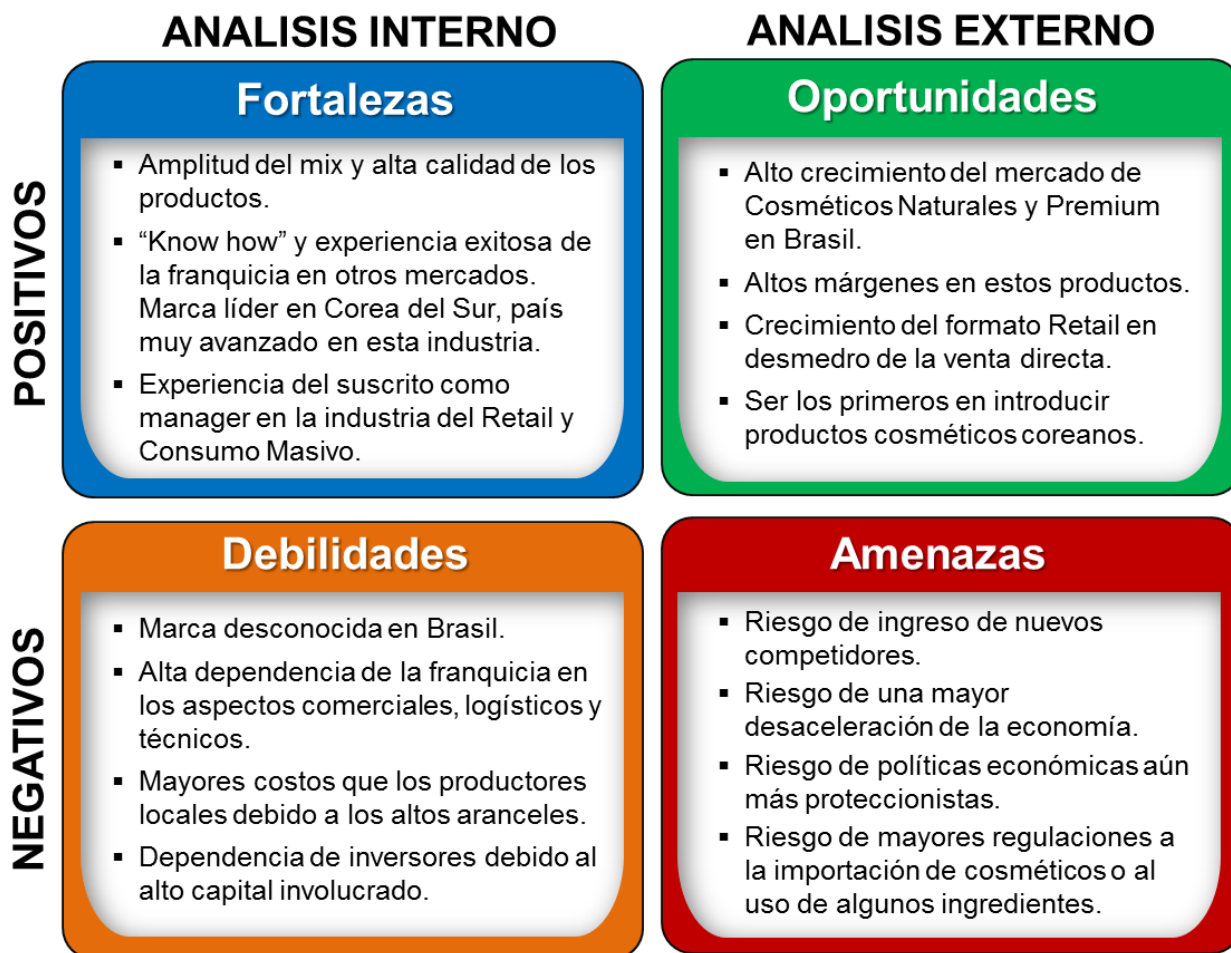 ANALISIS INTERNO
ANALISIS EXTERNO
POSITIVOS
Fortalezas
▪ Amplitud del mix y alta calidad de los
productos.
▪ “Know how” y experiencia exitosa de
la franquicia en otros mercados.
Marca líder en Corea del Sur, país
muy avanzado en esta industria.
▪ Experiencia del suscrito como
manager en la industria del Retail y
Consumo Masivo.
Oportunidades
▪ Alto crecimiento del mercado de
Cosméticos Naturales y Premium
en Brasil.
▪ Altos márgenes en estos productos.
▪ Crecimiento del formato Retail en
desmedro de la venta directa.
▪ Ser los primeros en introducir
productos cosméticos coreanos.
NEGATIVOS
Debilidades
▪ Marca desconocida en Brasil.
▪ Alta dependencia de la franquicia en
los aspectos comerciales, logísticos y
técnicos.
▪ Mayores costos que los productores
locales debido a los altos aranceles.
▪ Dependencia de inversores debido al
alto capital involucrado.
Amenazas
▪ Riesgo de ingreso de nuevos
competidores.
▪ Riesgo de una mayor
desaceleración de la economía.
▪ Riesgo de políticas económicas aún
más proteccionistas.
▪ Riesgo de mayores regulaciones a
la importación de cosméticos o al
uso de algunos ingredientes.